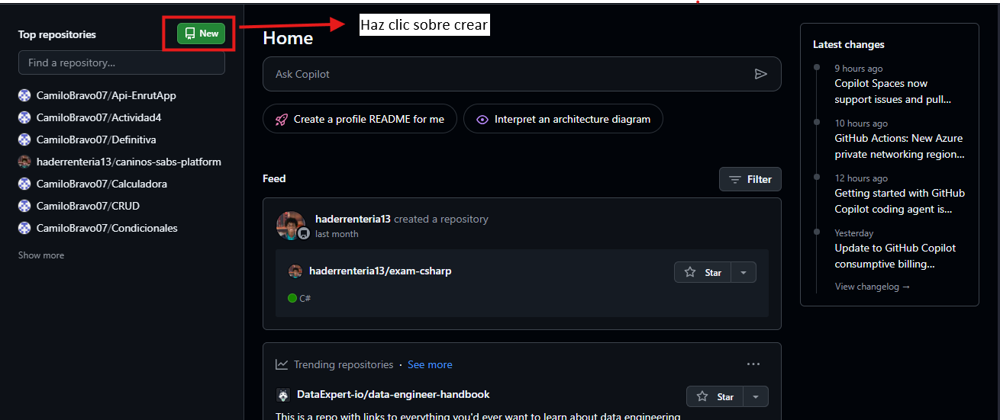 Top repositories
New
Find a repository...
CamiloBravo07/Api-EnrutApp
CamiloBravo07/Actividad4
CamiloBravo07/Definitiva
haderrenteria13/caninos-sabs-platform
CamiloBravo07/Calculadora
CamiloBravo07/CRUD
CamiloBravo07/Condicionales
Show more
Haz clic sobre crear
Home
Ask Copilot
Create a profile README for me
Interpret an architecture diagram
Feed
Filter
haderrenteria13 created a repository
last month
haderrenteria13/exam-csharp
Star
C#
Trending repositories · See more
DataExpert-io/data-engineer-handbook
Star
This is a repo with links to everything you'd ever want to learn about data engineering
Latest changes
9 hours ago
Copilot Spaces now
support issues and pull...
10 hours ago
GitHub Actions: New Azure
private networking region...
12 hours ago
Getting started with GitHub
Copilot coding agent is...
Yesterday
Update to GitHub Copilot
consumptive billing...
View changelog →